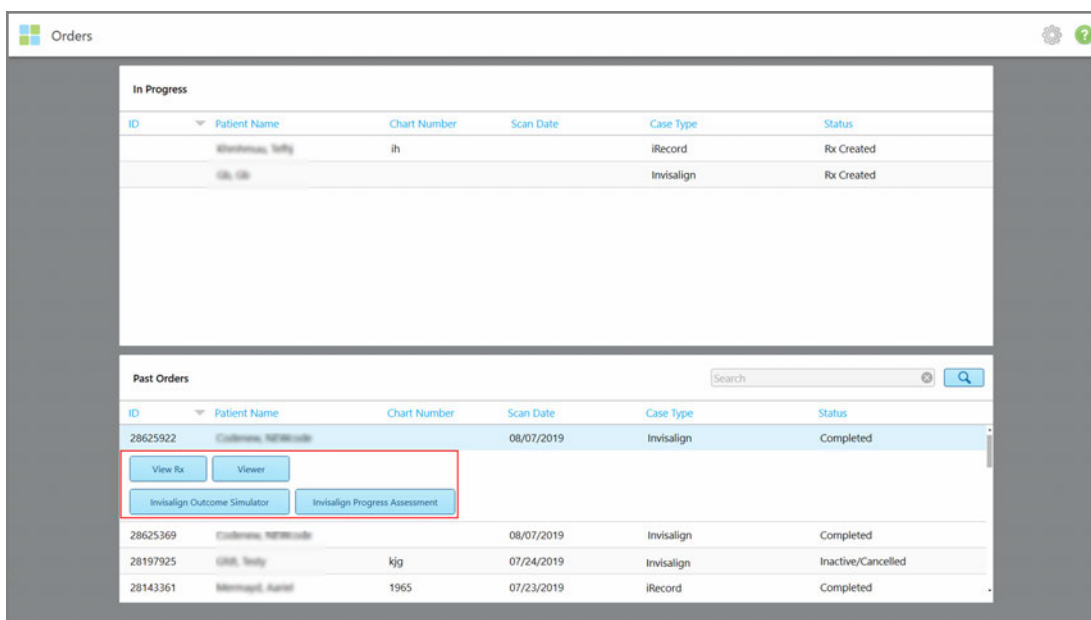 Orders ?
In Progress
ID Patient Name Chart Number Scan Date Case Type Status
ih iRecord Rx Created
Invisalign Rx Created
Past Orders Search
ID Patient Name Chart Number Scan Date Case Type Status
28625922 08/07/2019 Invisalign Completed
View Rx Viewer
Invisalign Outcome Simulator Invisalign Progress Assessment
28625369 08/07/2019 Invisalign Completed
28197925 kjg 07/24/2019 Invisalign Inactive/Cancelled
28143361 1965 07/23/2019 iRecord Completed